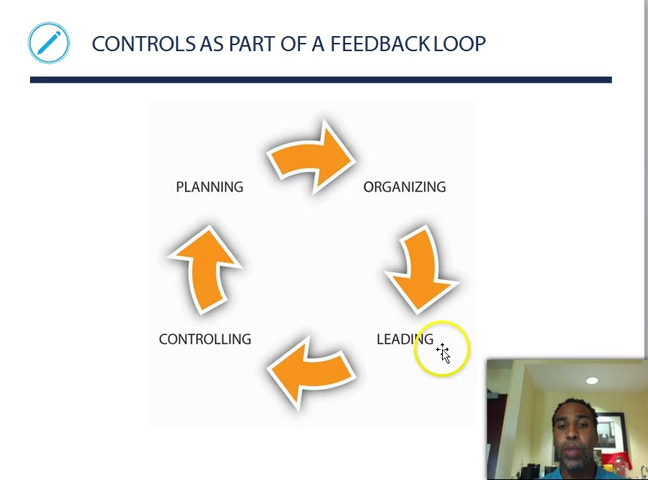 CONTROLS AS PART OF A FEEDBACK LOOP
PLANNING
ORGANIZING
CONTROLLING
LEADING